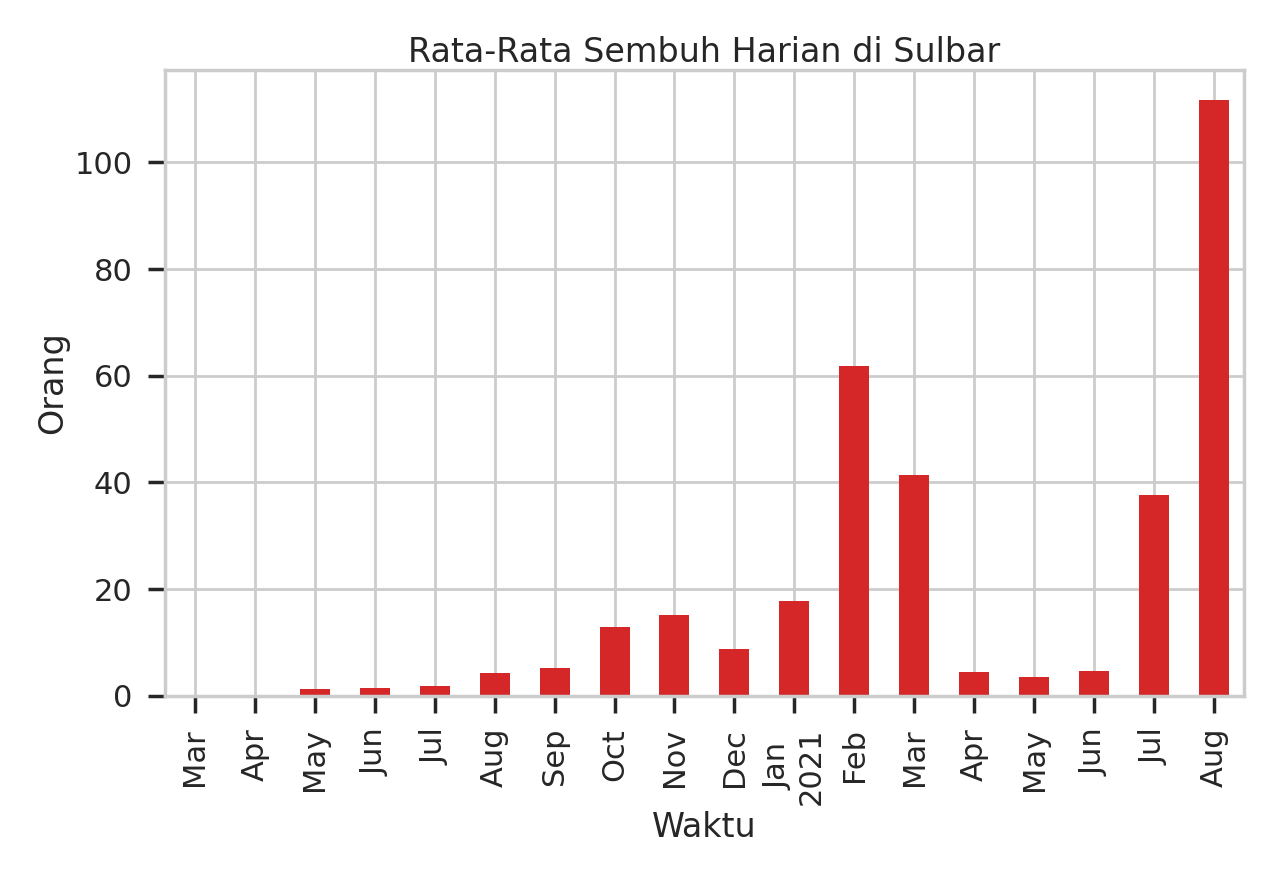 Rata-Rata Sembuh Harian di Sulbar
Orang
100
80
60
40
20
0
Mar
Apr
May
Jun
Jul
Aug
Sep
Oct
Nov
Dec
Jan
2021
Feb
Mar
Apr
May
Jun
Jul
Aug
Waktu